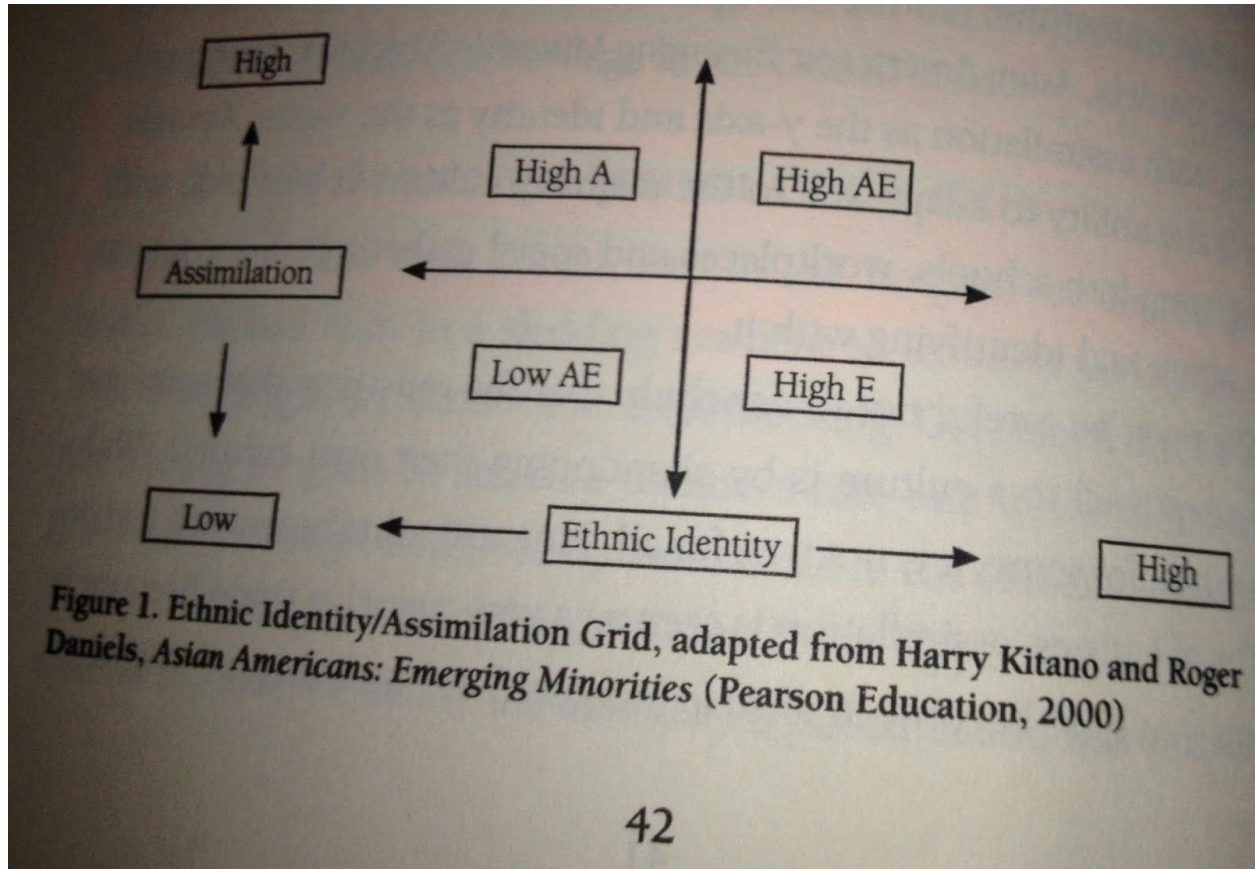 High
High A
High AE
Assimilation
Low AE
High E
Low
Ethnic Identity
High
Figure 1. Ethnic Identity/Assimilation Grid, adapted from Harry Kitano and Roger
Daniels, Asian Americans: Emerging Minorities (Pearson Education, 2000)
42